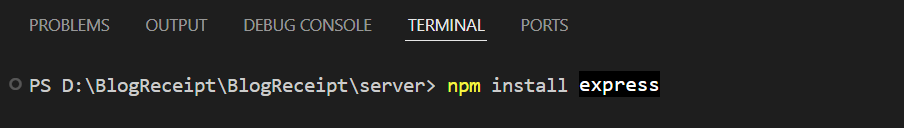 PROBLEMS OUTPUT DEBUG CONSOLE TERMINAL PORTS
PS D:\BlogReceipt\BlogReceipt\server> npm install express